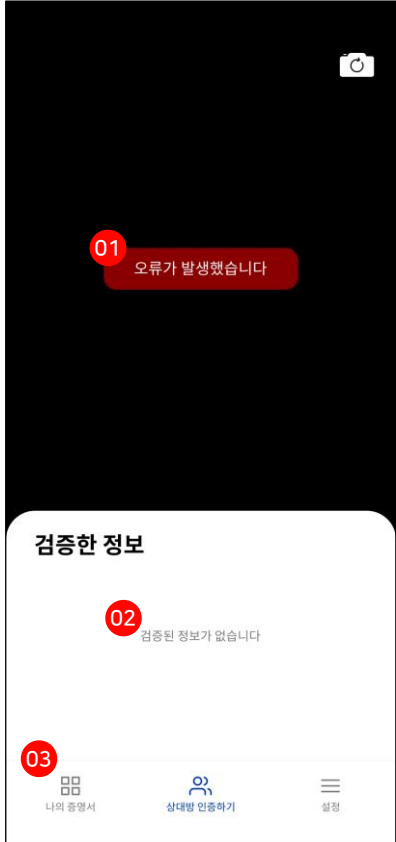 01
오류가 발생했습니다
검증한 정보
02
검증된 정보가 없습니다
03
나의 증명서 상대방 인증하기 설정